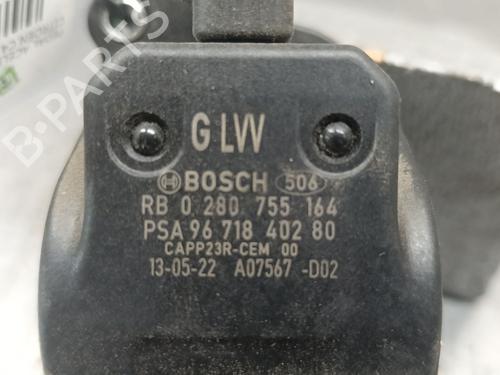 G LW
BOSCH 506
RB 0 280 755 164
PSA 96 718 402 80
CAPP23R-CEM 00
13-05-22 A07567 -D02
B-PARTS